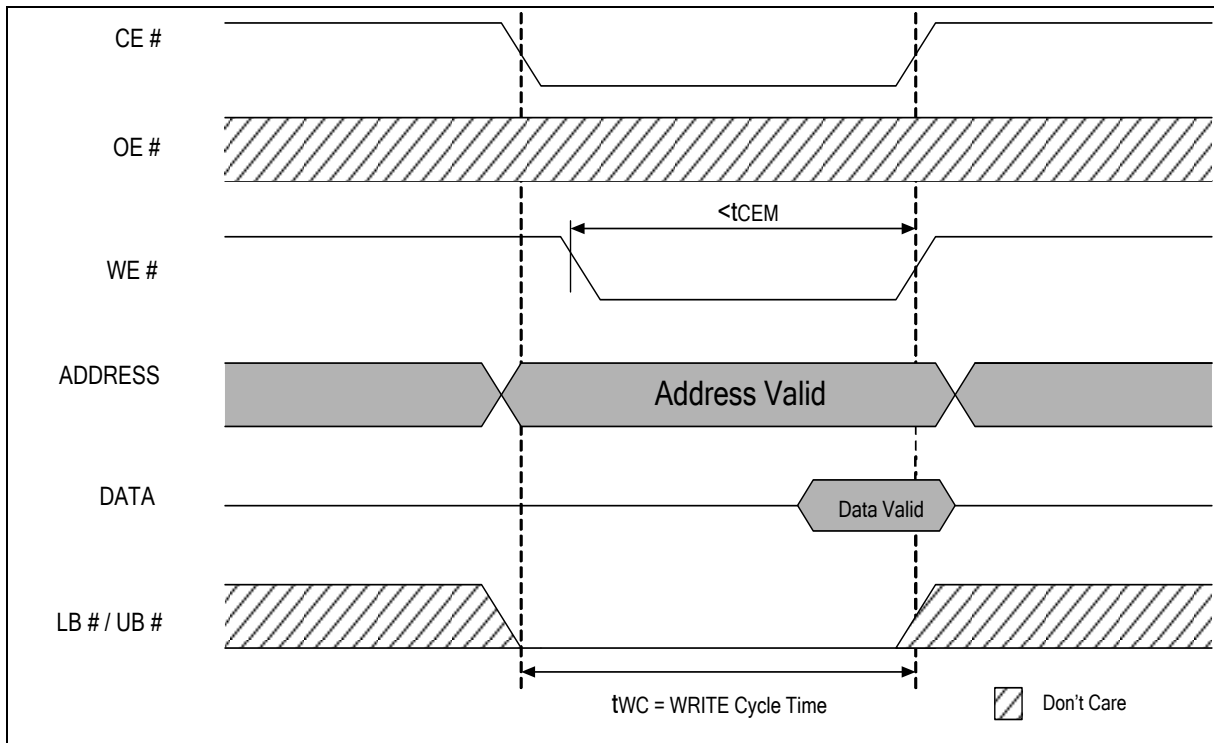 CE #
OE #
<tCEM
WE #
ADDRESS
Address Valid
DATA
Data Valid
LB # / UB #
tWC = WRITE Cycle Time
Don't Care